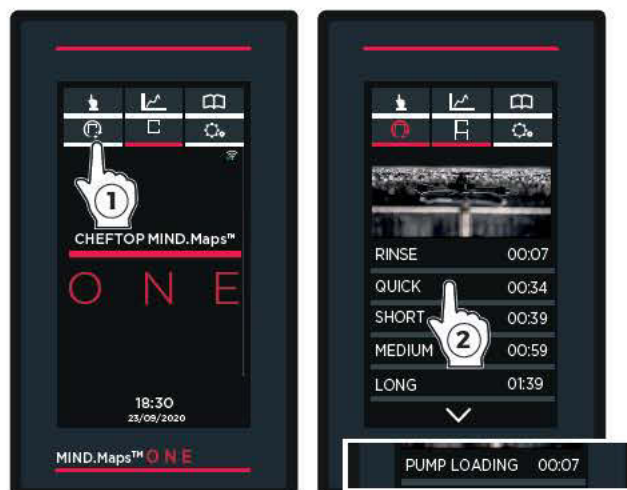 1
CHEFTOP MIND.Maps™
O N E
18:30
23/09/2020
MIND.Maps™ O N E
RINSE 00:07
QUICK 00:34
SHORT 00:39
2
MEDIUM 00:59
LONG 01:39
PUMP LOADING 00:07